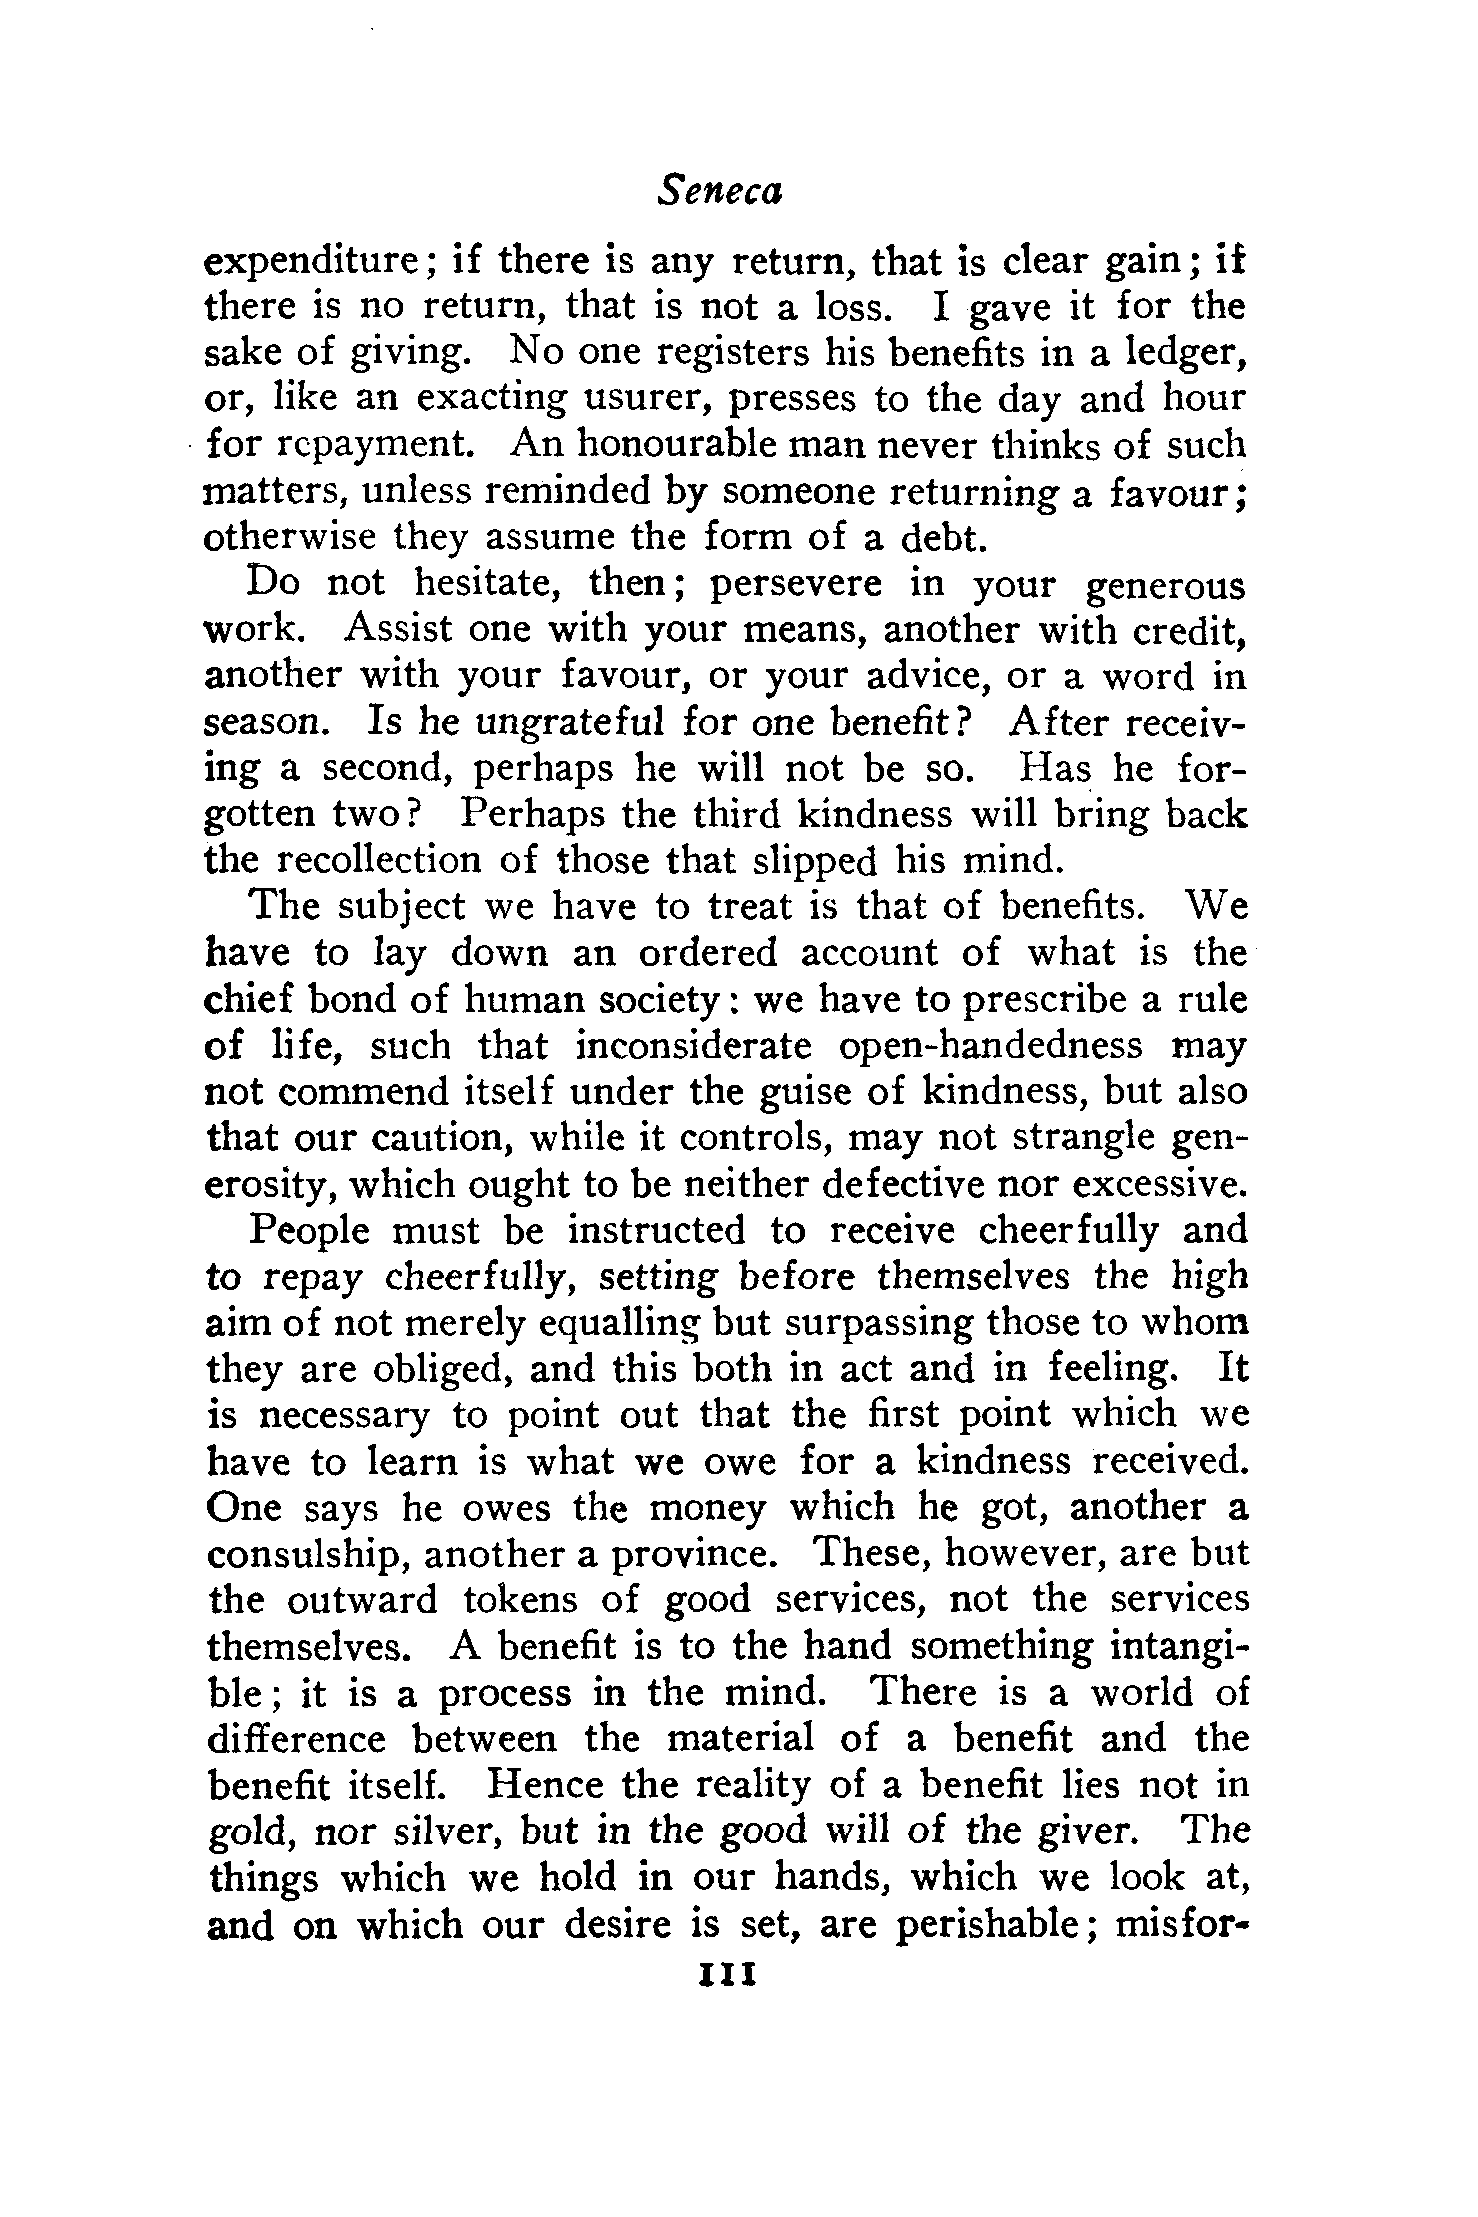 Seneca
expenditure; if there is any return, that is clear gain; if
there is no return, that is not a loss. I gave it for the
sake of giving. No one registers his benefits in a ledger,
or, like an exacting usurer, presses to the day and hour
for repayment. An honourable man never thinks of such
matters, unless reminded by someone returning a favour;
otherwise they assume the form of a debt.
Do not hesitate, then; persevere in your generous
work. Assist one with your means, another with credit,
another with your favour, or your advice, or a word in
season. Is he ungrateful for one benefit? After receiv-
ing a second, perhaps he will not be so. Has he for-
gotten two? Perhaps the third kindness will bring back
the recollection of those that slipped his mind.
The subject we have to treat is that of benefits. We
have to lay down an ordered account of what is the
chief bond of human society: we have to prescribe a rule
of life, such that inconsiderate open-handedness may
not commend itself under the guise of kindness, but also
that our caution, while it controls, may not strangle gen-
erosity, which ought to be neither defective nor excessive.
People must be instructed to receive cheerfully and
to repay cheerfully, setting before themselves the high
aim of not merely equalling but surpassing those to whom
they are obliged, and this both in act and in feeling. It
is necessary to point out that the first point which we
have to learn is what we owe for a kindness received.
One says he owes the money which he got, another a
consulship, another a province. These, however, are but
the outward tokens of good services, not the services
themselves. A benefit is to the hand something intangi-
ble; it is a process in the mind. There is a world of
difference between the material of a benefit and the
benefit itself. Hence the reality of a benefit lies not in
gold, nor silver, but in the good will of the giver. The
things which we hold in our hands, which we look at,
and on which our desire is set, are perishable; misfor-
111